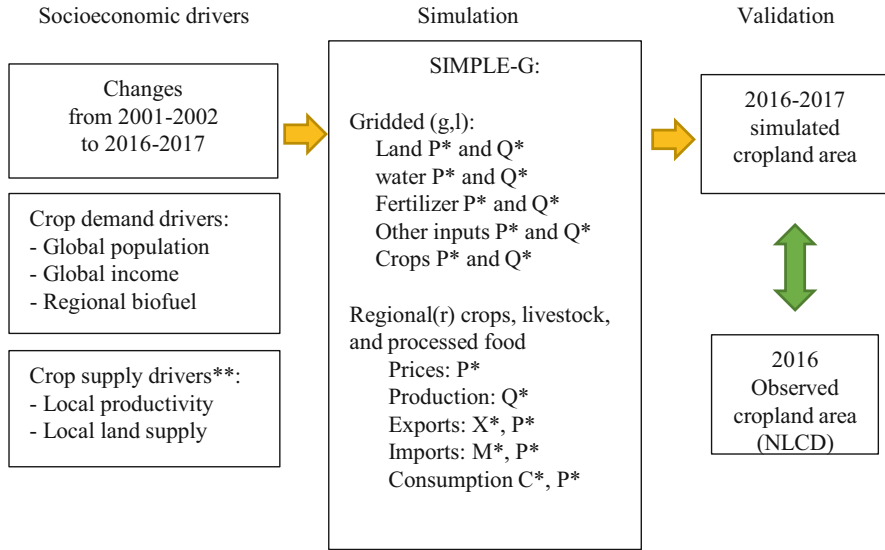 Socioeconomic drivers
Changes
from 2001-2002
to 2016-2017
Crop demand drivers:
- Global population
- Global income
- Regional biofuel
Crop supply drivers**:
- Local productivity
- Local land supply
Simulation
SIMPLE-G:
Gridded (g,l):
Land P* and Q*
water P* and Q*
Fertilizer P* and Q*
Other inputs P* and Q*
Crops P* and Q*
Regional(r) crops, livestock,
and processed food
Prices: P*
Production: Q*
Exports: X*, P*
Imports: M*, P*
Consumption C*, P*
Validation
2016-2017
simulated
cropland area
2016
Observed
cropland area
(NLCD)